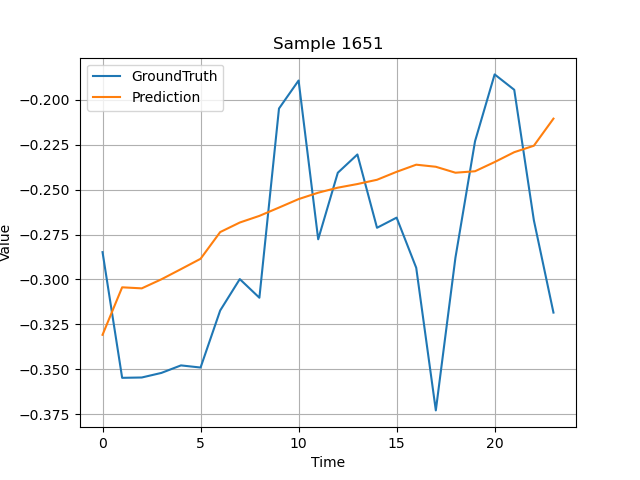 Sample 1651
GroundTruth
Prediction
−0.200
−0.225
−0.250
−0.275
−0.300
−0.325
−0.350
−0.375
Value
0 5 10 15 20
Time